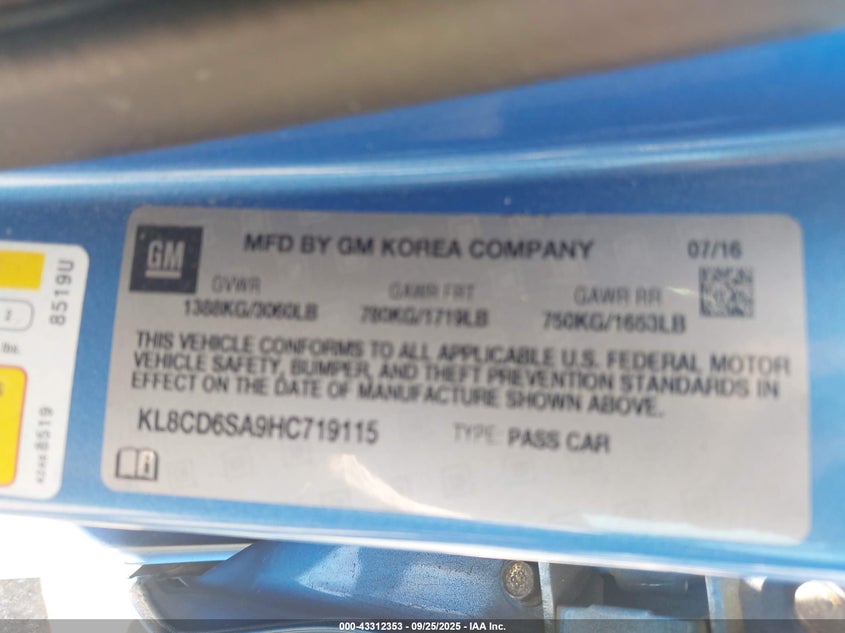 GM
MFD BY GM KOREA COMPANY 07/16
GVWR GAWR FRT GAWR RR
1388KG/3060LB 780KG/1719LB 750KG/1653LB
THIS VEHICLE CONFORMS TO ALL APPLICABLE U.S. FEDERAL MOTOR
VEHICLE SAFETY, BUMPER, AND THEFT PREVENTION STANDARDS IN
EFFECT ON THE DATE OF MANUFACTURE SHOWN ABOVE.
KL8CD6SA9HC719115 TYPE: PASS CAR
2
lbs.
8519U
8519
000-43312353 - 09/25/2025 - IAA Inc.